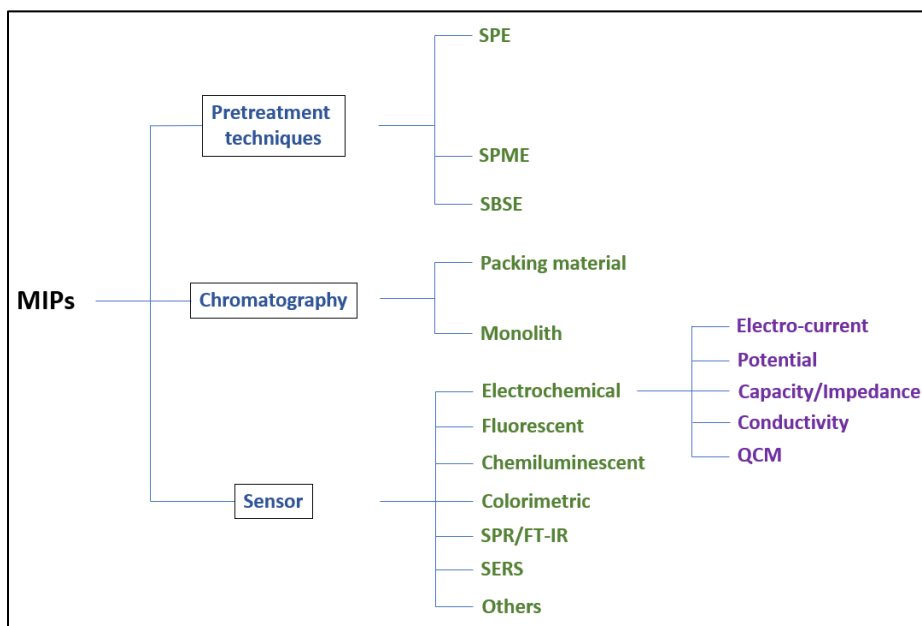 MIPs
Pretreatment
techniques
SPE
SPME
SBSE
Chromatography
Packing material
Monolith
Sensor
Electrochemical
Fluorescent
Chemiluminescent
Colorimetric
SPR/FT-IR
SERS
Others
Electro-current
Potential
Capacity/Impedance
Conductivity
QCM